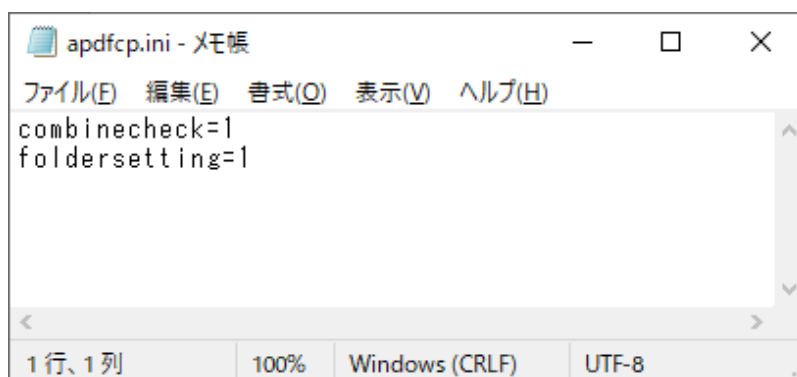 apdfcp.ini - メモ帳
ファイル(F) 編集(E) 書式(O) 表示(V) ヘルプ(H)
combinecheck=1
foldersetting=1
1 行、1 列 100% Windows (CRLF) UTF-8